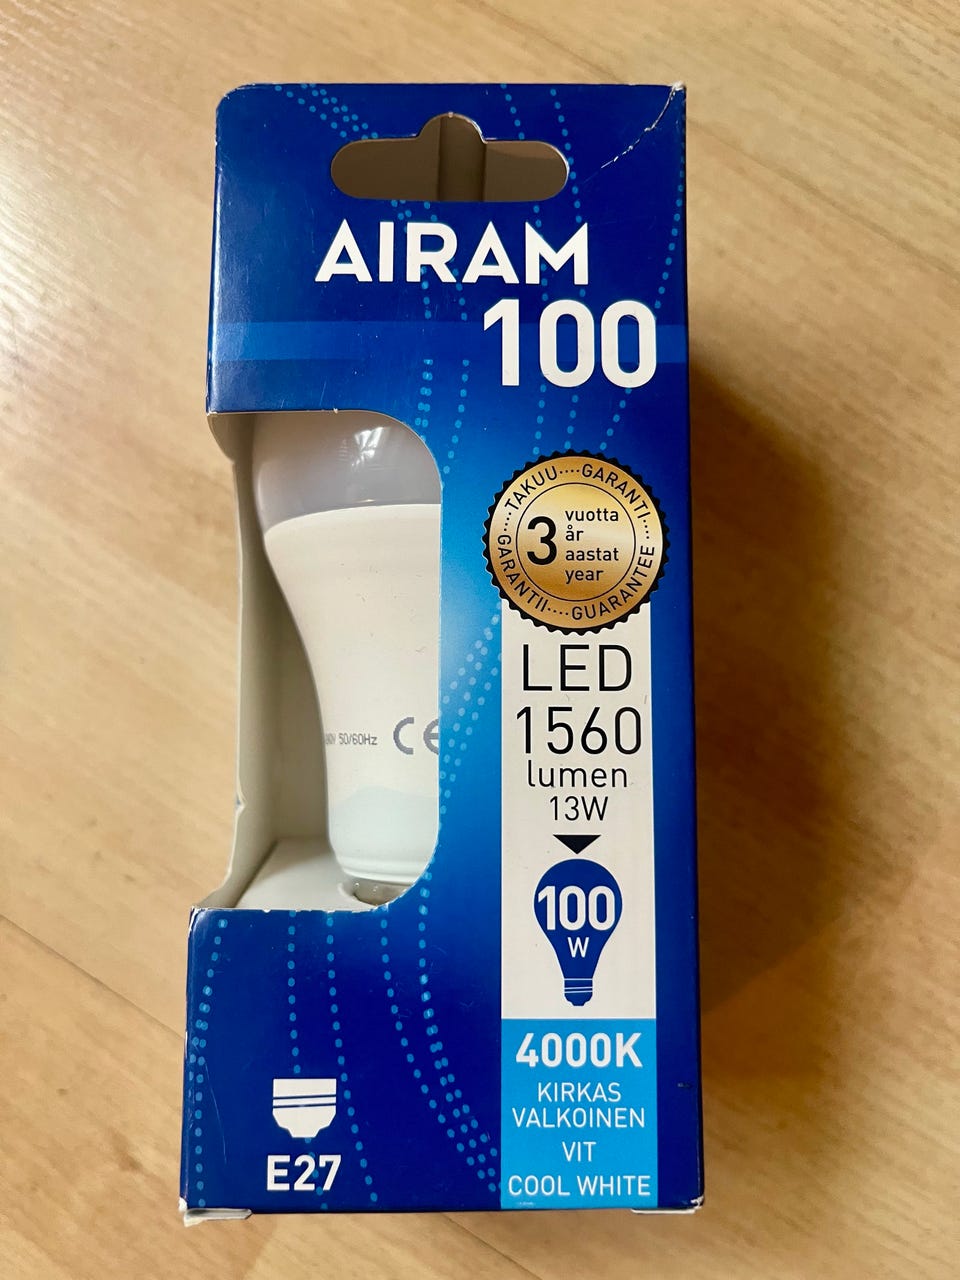 AIRAM
100
TAKUU····GARANTI····
GARANTII····GUARANTEE····
3
vuotta
år
aastat
year
LED
1560
lumen
13W
100
W
50/60Hz CE
4000K
KIRKAS
VALKOINEN
VIT
COOL WHITE
E27